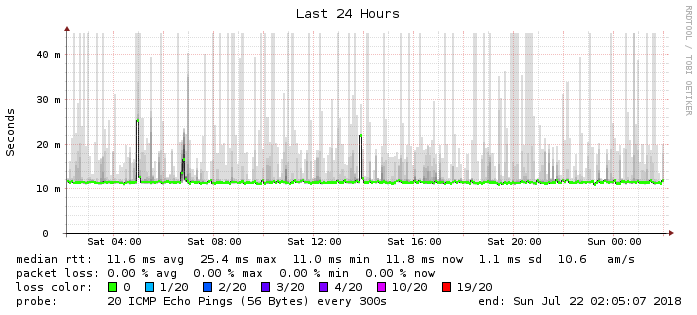 Last 24 Hours
RRDTOOL / TOBI OETIKER
Seconds
40 m
30 m
20 m
10 m
0
Sat 04:00 Sat 08:00 Sat 12:00 Sat 16:00 Sat 20:00 Sun 00:00
median rtt: 11.6 ms avg 25.4 ms max 11.0 ms min 11.8 ms now 1.1 ms sd 10.6 am/s
packet loss: 0.00 % avg 0.00 % max 0.00 % min 0.00 % now
loss color: 0 1/20 2/20 3/20 4/20 10/20 19/20
probe: 20 ICMP Echo Pings (56 Bytes) every 300s end: Sun Jul 22 02:05:07 2018